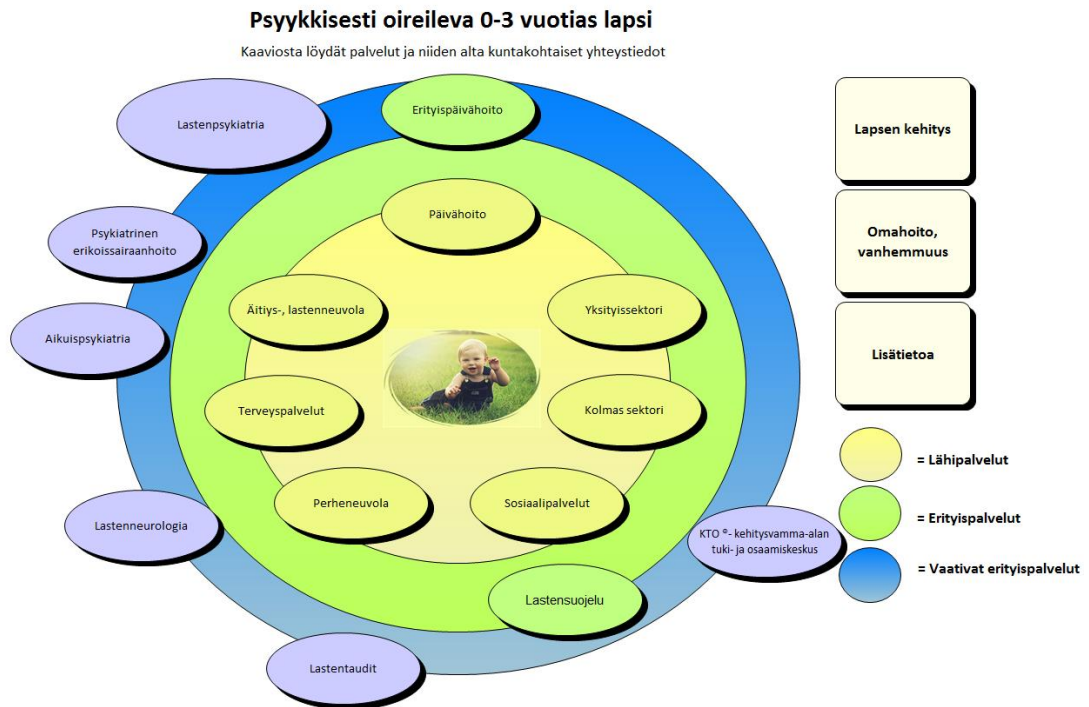 Psyykkisesti oireileva 0-3 vuotias lapsi
Kaaviosta löydät palvelut ja niiden alta kuntakohtaiset yhteystiedot
Erityispäivähoito
Lastenpsykiatria
Päivähoito
Psykiatrinen
erikoissairaanhoito
Äitiys-, lastenneuvola
Yksityissektori
Aikuispsykiatria
Terveyspalvelut
Kolmas sektori
Perheneuvola
Sosiaalipalvelut
Lastenneurologia
KTO ®- kehitysvamma-alan
tuki- ja osaamiskeskus
Lastensuojelu
Lastentaudit
Lapsen kehitys
Omahoito,
vanhemmuus
Lisätietoa
= Lähipalvelut
= Erityispalvelut
= Vaativat erityispalvelut